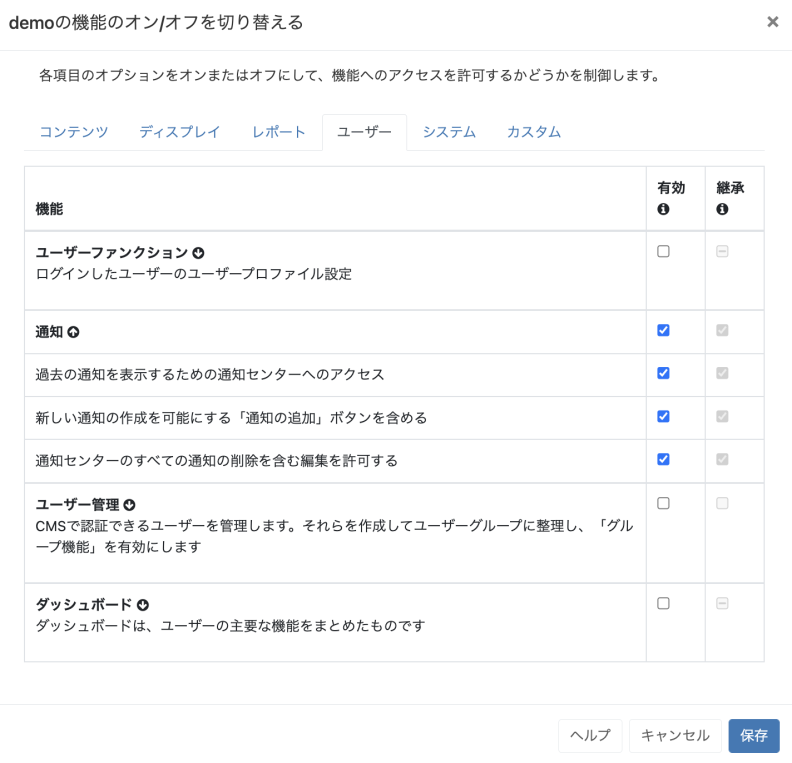 demoの機能のオン/オフを切り替える
×
各項目のオプションをオンまたはオフにして、機能へのアクセスを許可するかどうかを制御します。
コンテンツ ディスプレイ レポート ユーザー システム カスタム
機能 有効 継承
ユーザーファンクション
ログインしたユーザーのユーザープロファイル設定
通知
過去の通知を表示するための通知センターへのアクセス
新しい通知の作成を可能にする「通知の追加」ボタンを含める
通知センターのすべての通知の削除を含む編集を許可する
ユーザー管理
CMSで認証できるユーザーを管理します。それらを作成してユーザーグループに整理し、「グル
ープ機能」を有効にします
ダッシュボード
ダッシュボードは、ユーザーの主要な機能をまとめたものです
ヘルプ キャンセル 保存